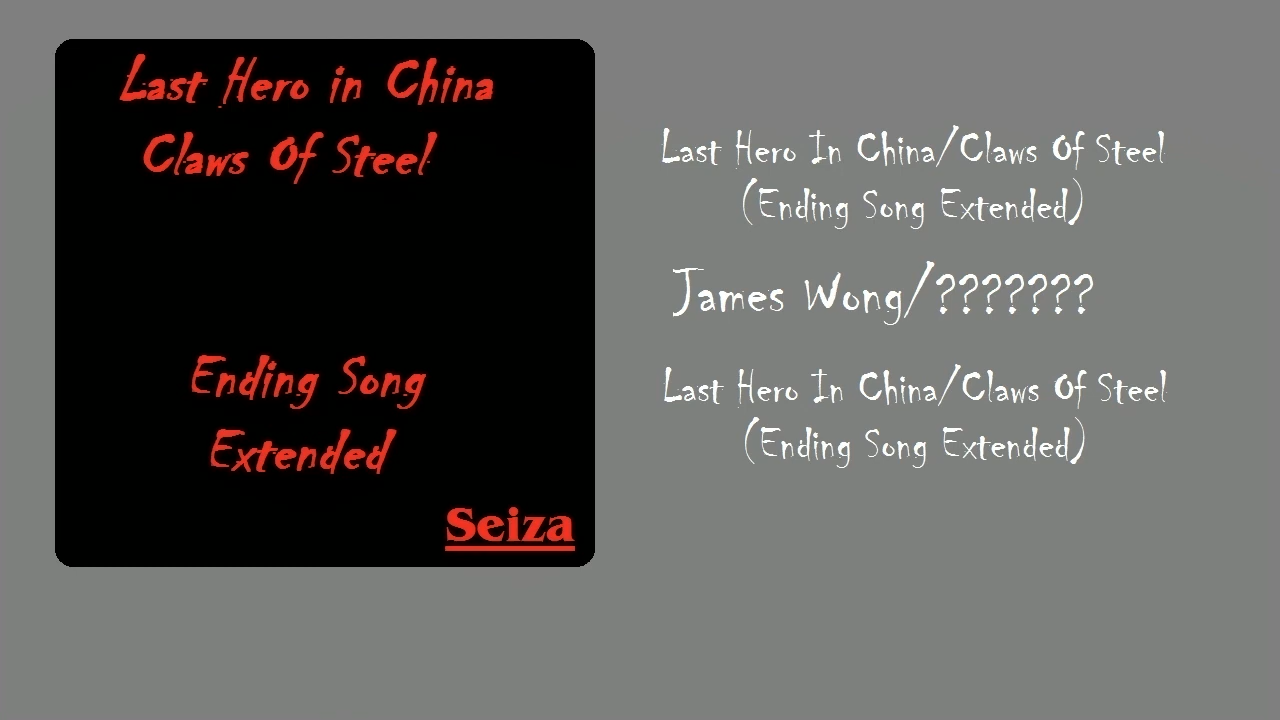 Last Hero in China
Claws Of Steel
Ending Song
Extended
Seiza
Last Hero In China/Claws Of Steel
(Ending Song Extended)
James Wong/???????
Last Hero In China/Claws Of Steel
(Ending Song Extended)